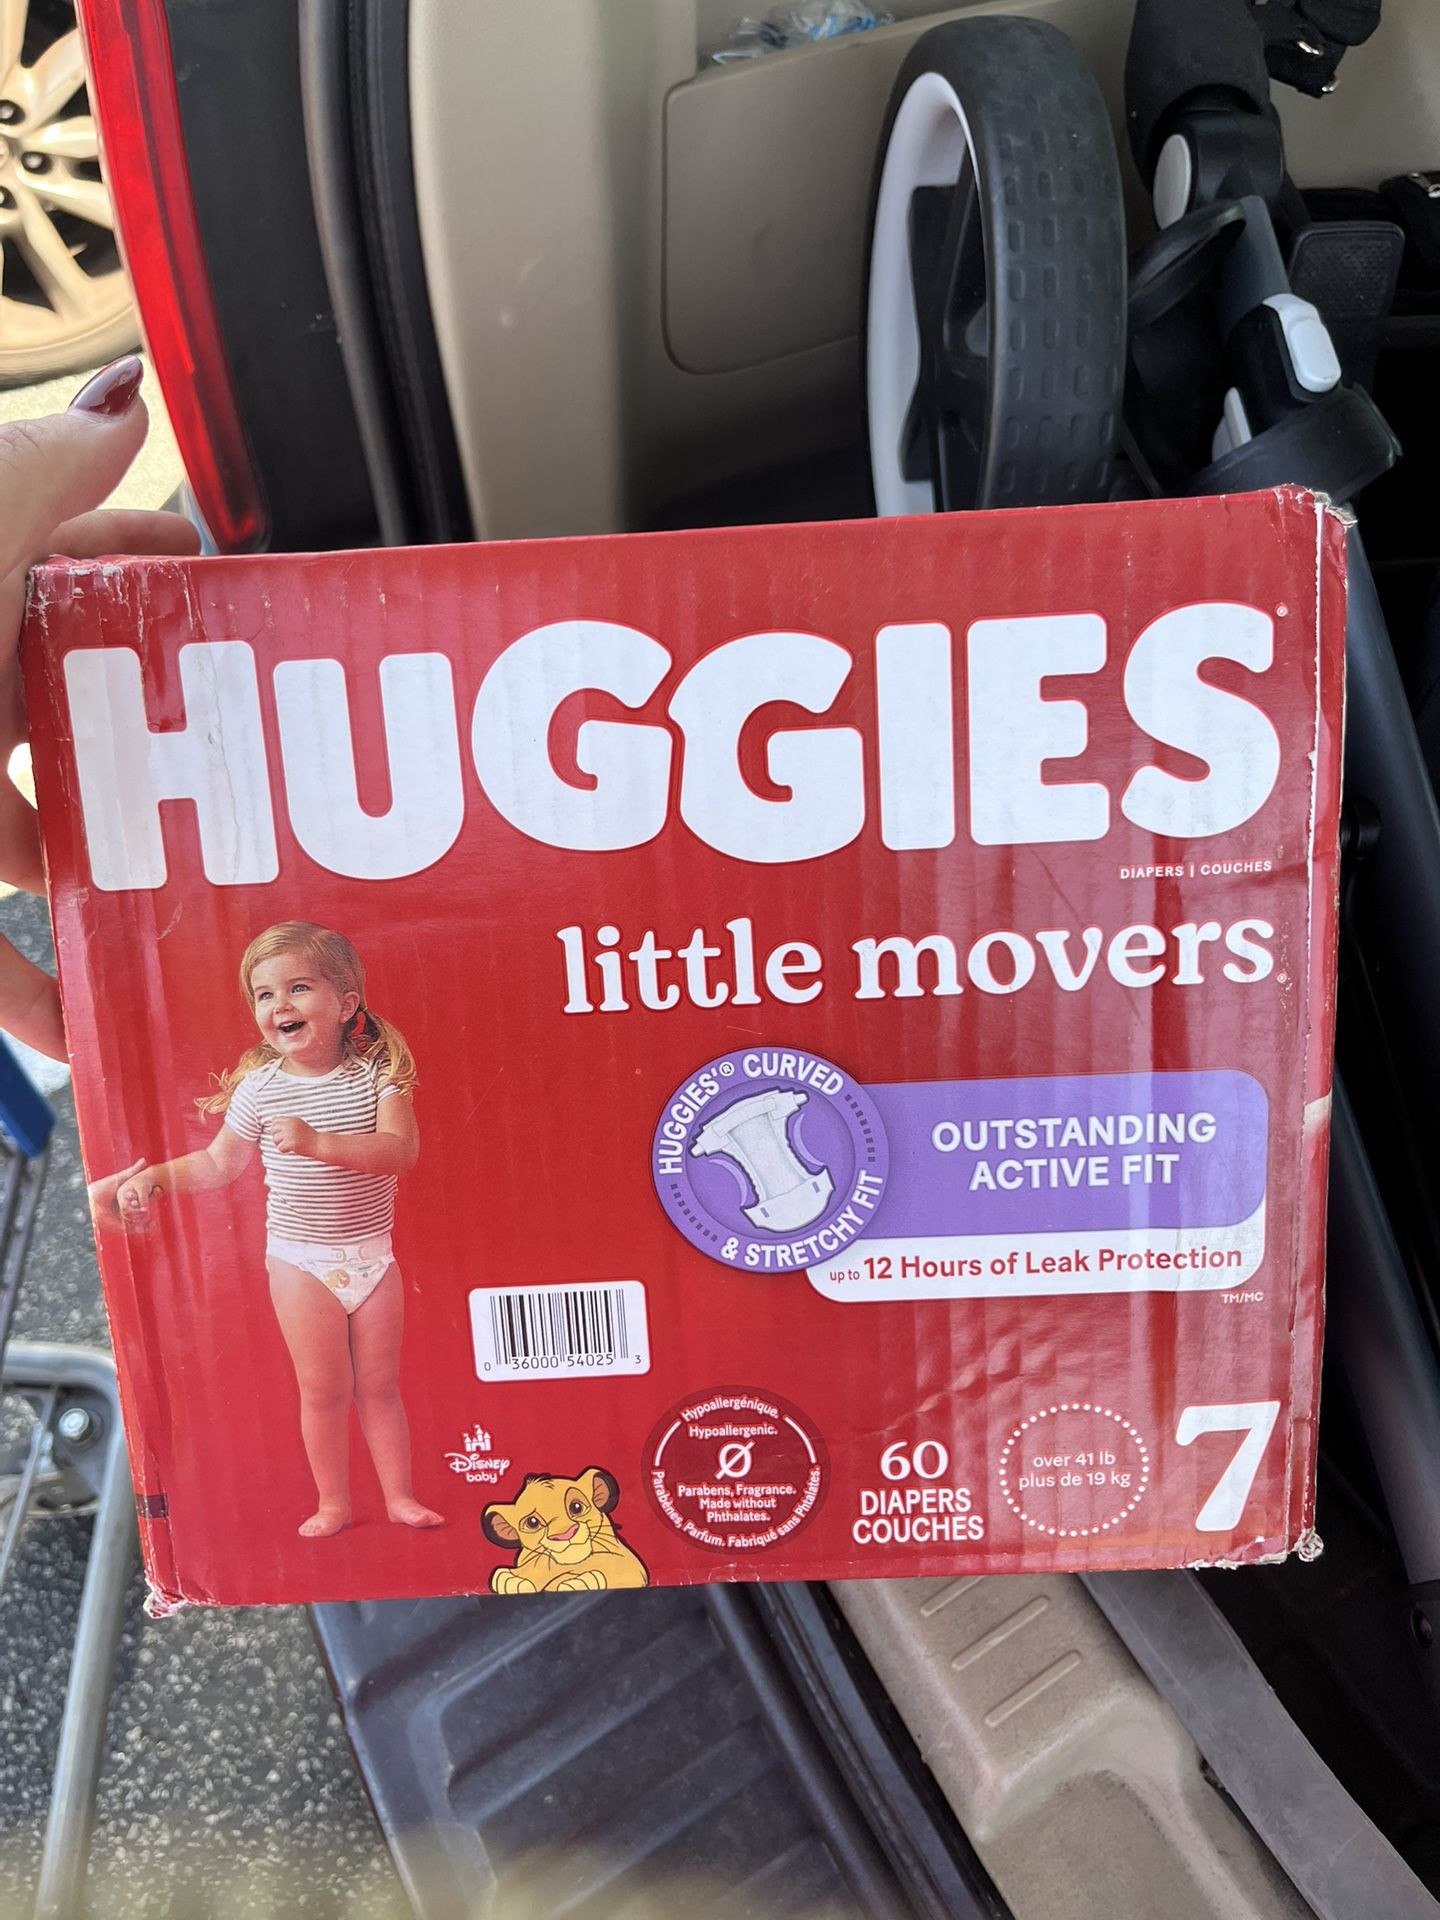 HUGGIES®
DIAPERS | COUCHES
little movers®
HUGGIES'® CURVED
& STRETCHY FIT
OUTSTANDING
ACTIVE FIT
up to 12 Hours of Leak Protection
TM/MC
0 36000 54025 3
Disney
baby
Hypoallergénique.
Hypoallergenic.
Parabens, Fragrance.
Made without
Phthalates.
Parabènes, Parfum. Fabriqué sans Phtalates.
60
DIAPERS
COUCHES
over 41 lb
plus de 19 kg
7